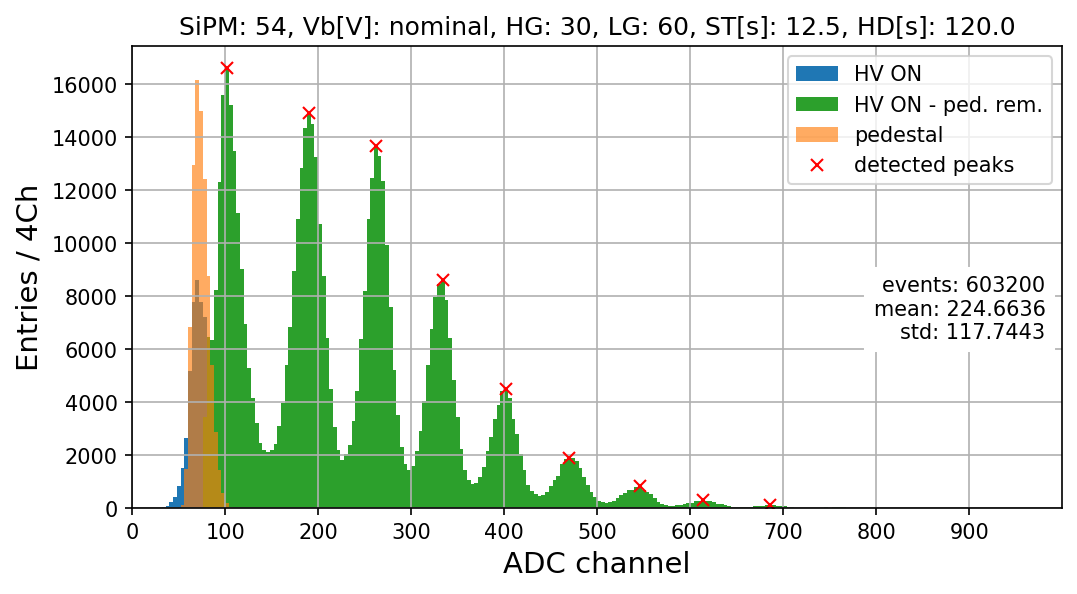 SiPM: 54, Vb[V]: nominal, HG: 30, LG: 60, ST[s]: 12.5, HD[s]: 120.0
HV ON
HV ON - ped. rem.
pedestal
detected peaks
events: 603200
mean: 224.6636
std: 117.7443
Entries / 4Ch
16000
14000
12000
10000
8000
6000
4000
2000
0
0 100 200 300 400 500 600 700 800 900
ADC channel